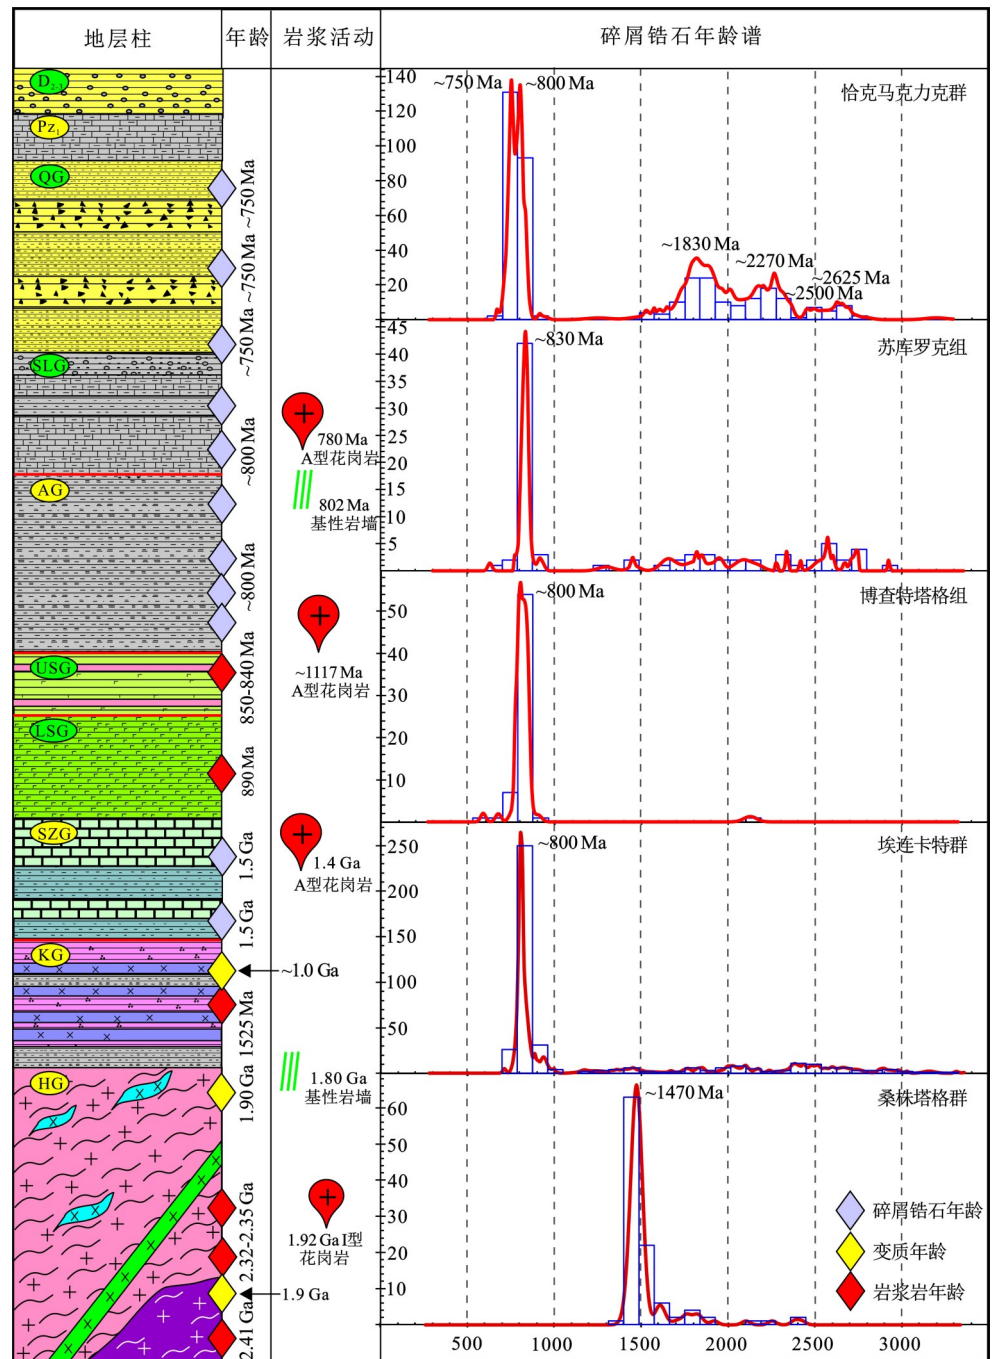 地层柱
年龄
岩浆活动
碎屑锆石年龄谱
D₂₋₃
Pz₁
QG
SLG
AG
USG
LSG
SZG
KG
HG
~750 Ma
~750 Ma
~750 Ma
~800 Ma
~800 Ma
850-840 Ma
890 Ma
1.5 Ga
1.5 Ga
~1.0 Ga
1525 Ma
1.90 Ga
2.32-2.35 Ga
1.9 Ga
2.41 Ga
780 Ma
A型花岗岩
802 Ma
基性岩墙
~1117 Ma
A型花岗岩
1.4 Ga
A型花岗岩
1.80 Ga
基性岩墙
1.92 Ga I型
花岗岩
恰克马克力克群
~750 Ma
~800 Ma
~1830 Ma
~2270 Ma
~2625 Ma
~2500 Ma
140
120
100
80
60
40
20
苏库罗克组
~830 Ma
45
40
35
30
25
20
15
10
5
博查特塔格组
~800 Ma
50
40
30
20
10
埃连卡特群
~800 Ma
250
200
150
100
50
桑株塔格群
~1470 Ma
60
50
40
30
20
10
碎屑锆石年龄
变质年龄
岩浆岩年龄
500 1000 1500 2000 2500 3000